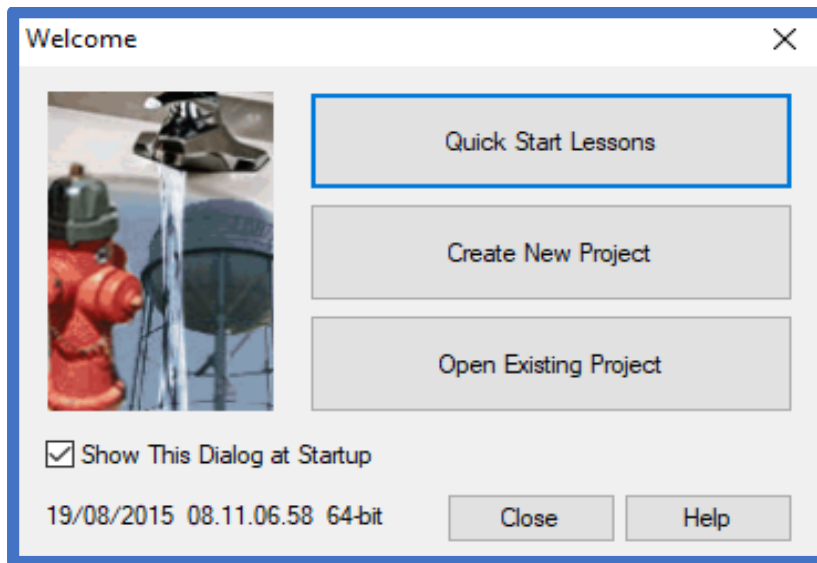 Welcome
Quick Start Lessons
Create New Project
Open Existing Project
Show This Dialog at Startup
19/08/2015 08.11.06.58 64-bit
Close
Help